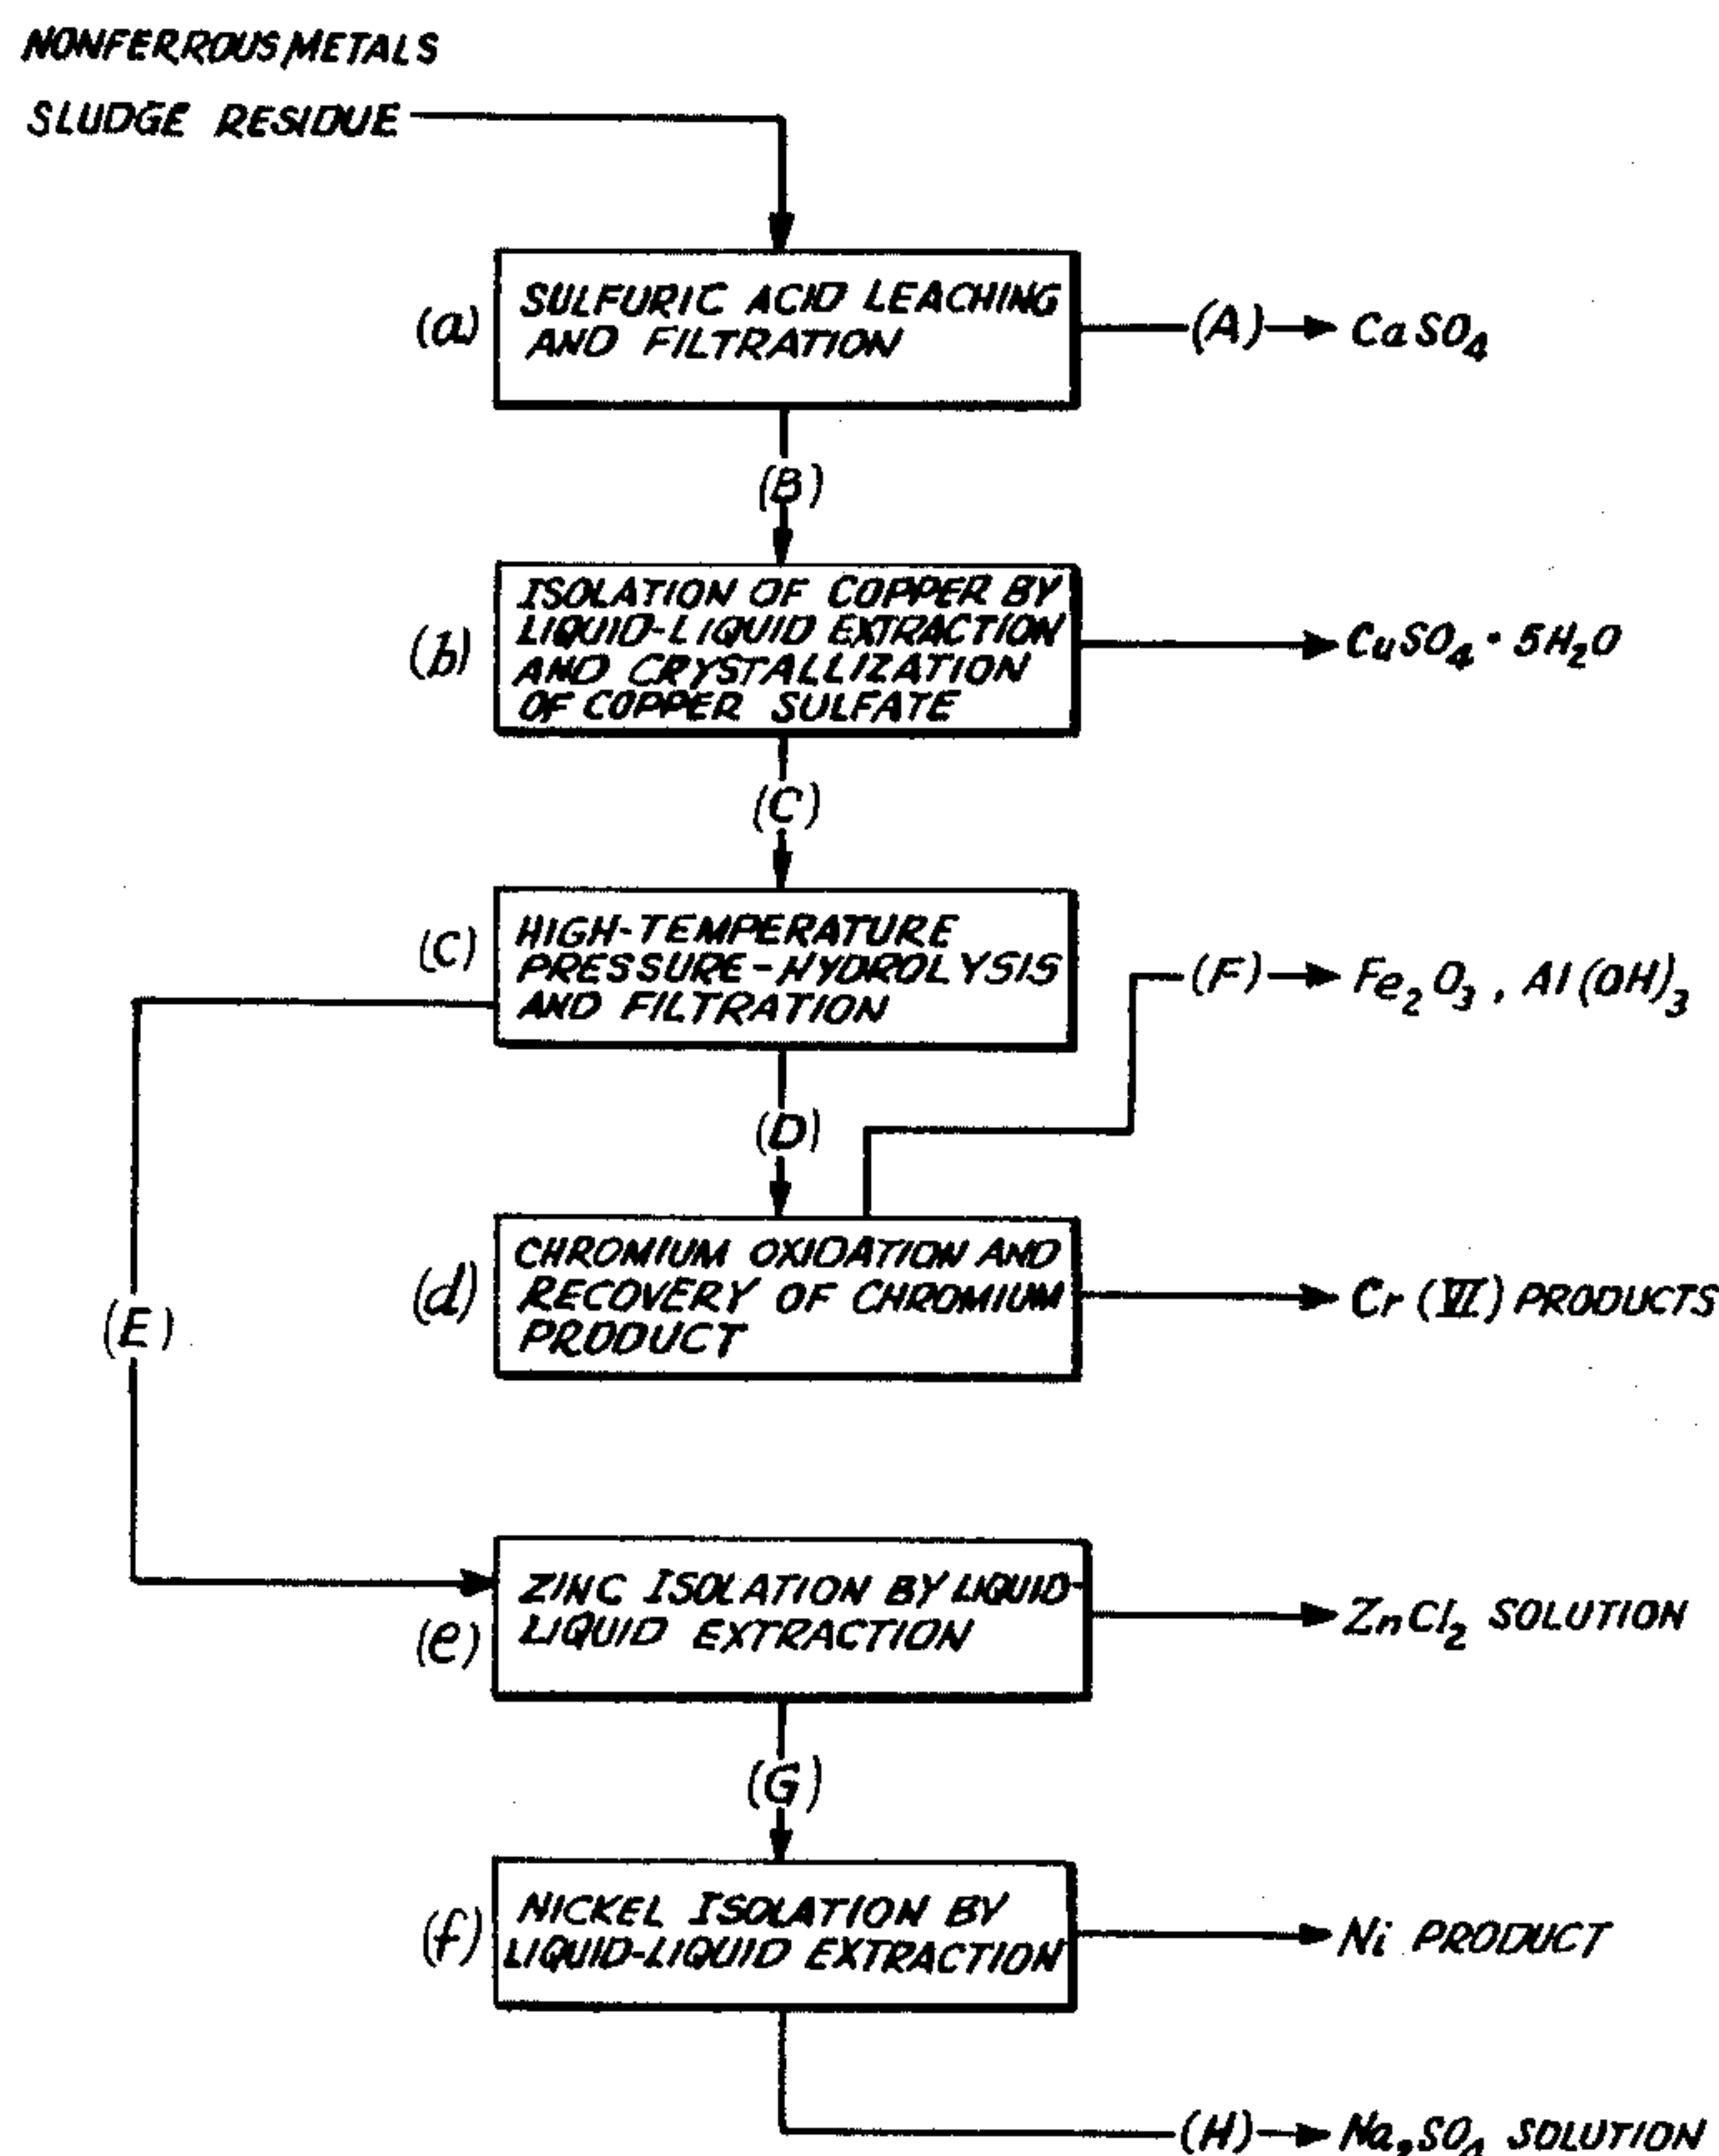 NONFERROUS METALS
SLUDGE RESIDUE
(a)
SULFURIC ACID LEACHING
AND FILTRATION
(A)
CaSO4
(B)
(b)
ISOLATION OF COPPER BY
LIQUID-LIQUID EXTRACTION
AND CRYSTALLIZATION
OF COPPER SULFATE
CuSO4 · 5H2O
(C)
(C)
HIGH-TEMPERATURE
PRESSURE-HYDROLYSIS
AND FILTRATION
(F)
Fe2O3, Al(OH)3
(D)
(d)
CHROMIUM OXIDATION AND
RECOVERY OF CHROMIUM
PRODUCT
Cr (VI) PRODUCTS
(E)
(e)
ZINC ISOLATION BY LIQUID-
LIQUID EXTRACTION
ZnCl2 SOLUTION
(G)
(f)
NICKEL ISOLATION BY
LIQUID-LIQUID EXTRACTION
Ni PRODUCT
(H)
Na2SO4 SOLUTION